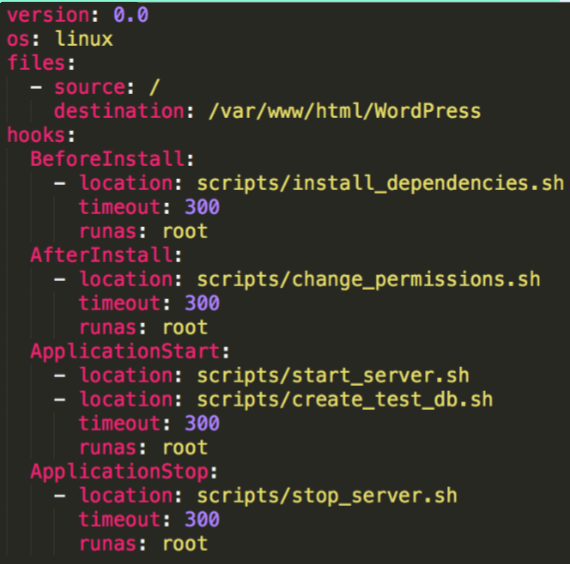 version: 0.0
os: linux
files:
  - source: /
    destination: /var/www/html/WordPress
hooks:
  BeforeInstall:
    - location: scripts/install_dependencies.sh
      timeout: 300
      runas: root
  AfterInstall:
    - location: scripts/change_permissions.sh
      timeout: 300
      runas: root
  ApplicationStart:
    - location: scripts/start_server.sh
    - location: scripts/create_test_db.sh
      timeout: 300
      runas: root
  ApplicationStop:
    - location: scripts/stop_server.sh
      timeout: 300
      runas: root